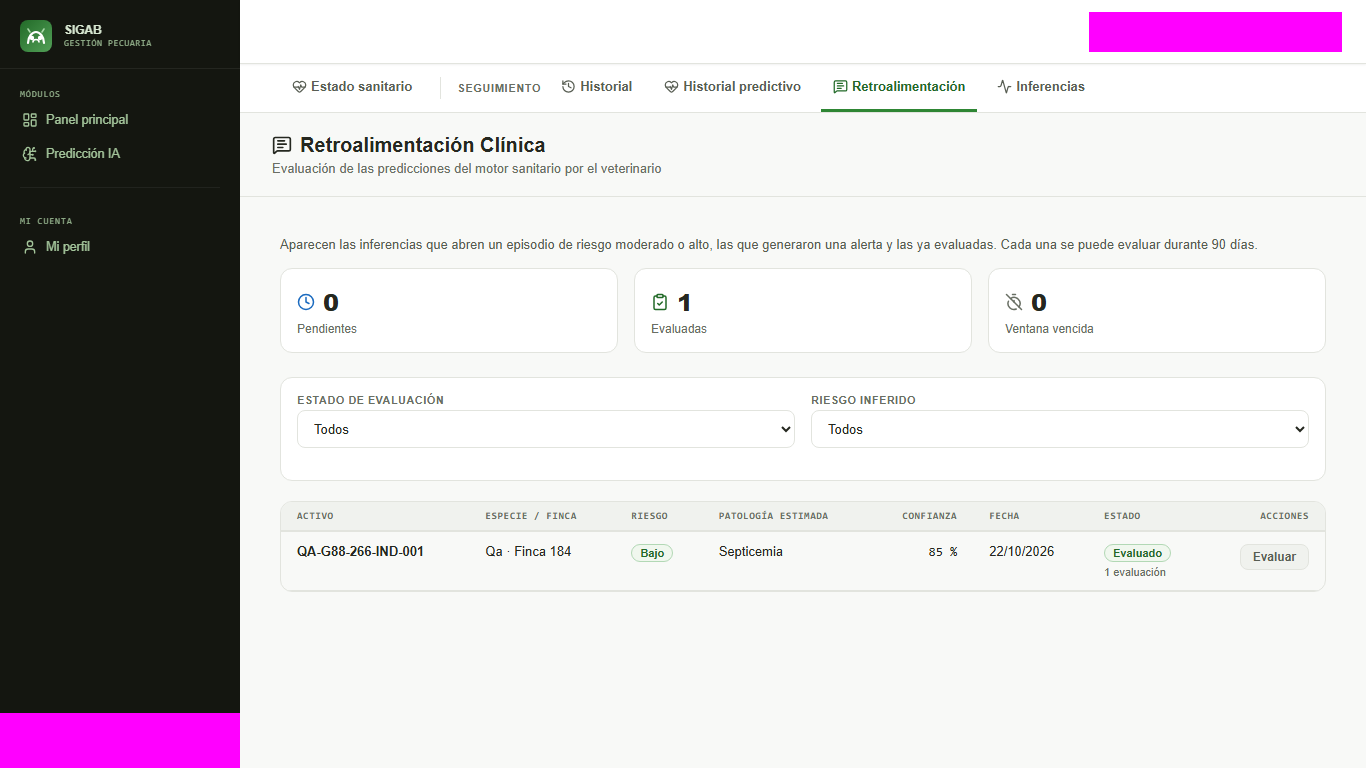 SIGAB
GESTIÓN PECUARIA
MÓDULOS
Panel principal
Predicción IA
MI CUENTA
Mi perfil
Estado sanitario
SEGUIMIENTO
Historial
Historial predictivo
Retroalimentación
Inferencias
Retroalimentación Clínica
Evaluación de las predicciones del motor sanitario por el veterinario
Aparecen las inferencias que abren un episodio de riesgo moderado o alto, las que generaron una alerta y las ya evaluadas. Cada una se puede evaluar durante 90 días.
0
Pendientes
1
Evaluadas
0
Ventana vencida
ESTADO DE EVALUACIÓN
Todos
RIESGO INFERIDO
Todos
ACTIVO ESPECIE / FINCA RIESGO PATOLOGÍA ESTIMADA CONFIANZA FECHA ESTADO ACCIONES
QA-G88-266-IND-001 Qa · Finca 184 Bajo Septicemia 85 % 22/10/2026 Evaluado Evaluar
1 evaluación